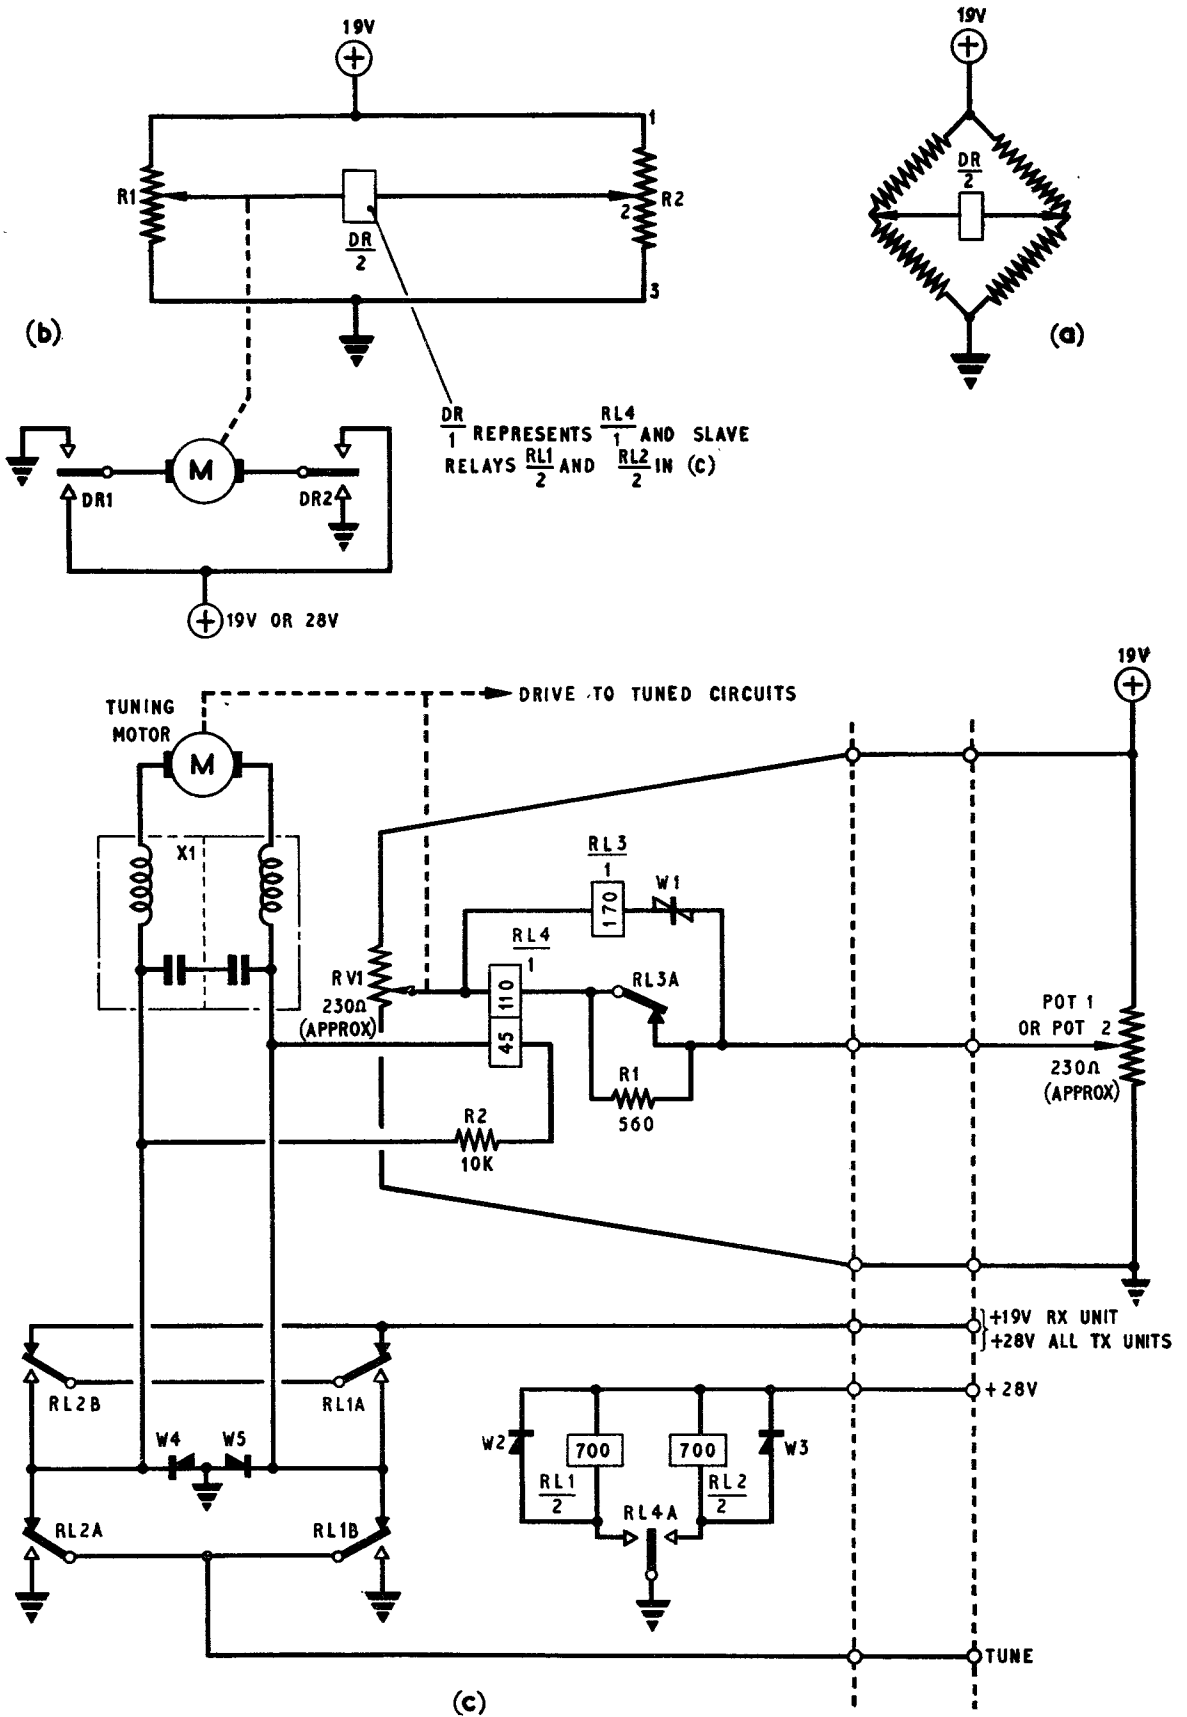 19V
19V
1
R1
2
R2
DR
2
3
DR
2
(b)
(a)
DR
1 REPRESENTS RL4
1 AND SLAVE
RELAYS RL1
2 AND RL2
2 IN (C)
M
DR1
DR2
19V OR 28V
19V
DRIVE TO TUNED CIRCUITS
TUNING
MOTOR
M
X1
RL3
1
170
W1
RL4
1
110
45
RL3A
RV1
230Ω
(APPROX)
POT 1
OR POT 2
230Ω
(APPROX)
R1
560
R2
10K
+19V RX UNIT
+28V ALL TX UNITS
RL2B
RL1A
+28V
W4
W5
W2
700
700
W3
RL1
2
RL2
2
RL4A
RL2A
RL1B
TUNE
(c)